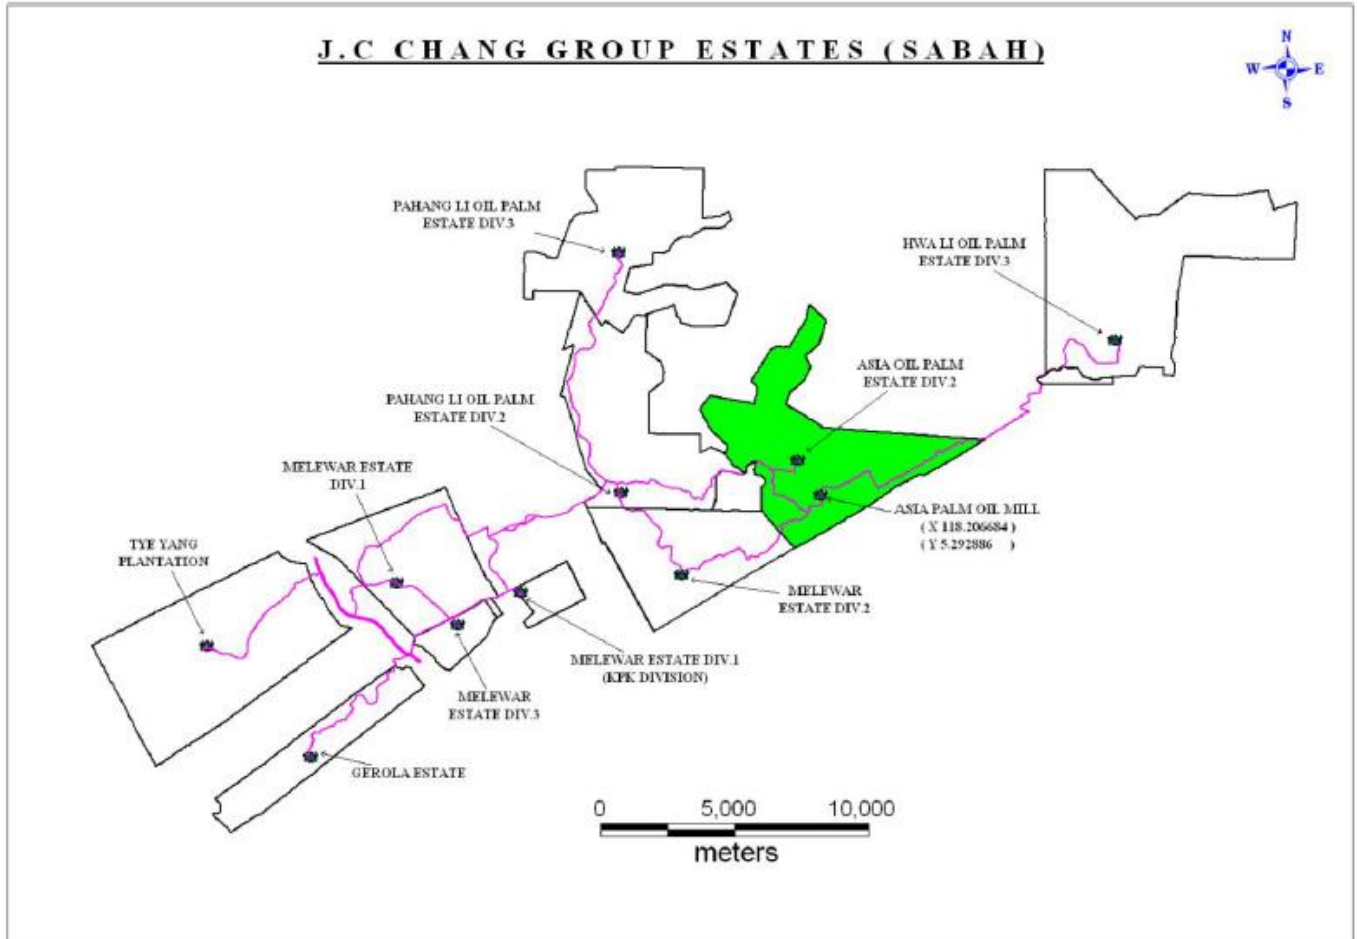 J.C CHANG GROUP ESTATES (SABAH)
N
W E
S
PAHANG LI OIL PALM
ESTATE DIV.3
HWA LI OIL PALM
ESTATE DIV.3
ASIA OIL PALM
ESTATE DIV.2
PAHANG LI OIL PALM
ESTATE DIV.2
MELEWAR ESTATE
DIV.1
ASIA PALM OIL MILL
( X 118.206684 )
( Y 5.292886 )
TYE YANG
PLANTATION
MELEWAR
ESTATE DIV.2
MELEWAR ESTATE DIV.1
(KPK DIVISION)
MELEWAR
ESTATE DIV.3
GEROLA ESTATE
0 5,000 10,000
meters